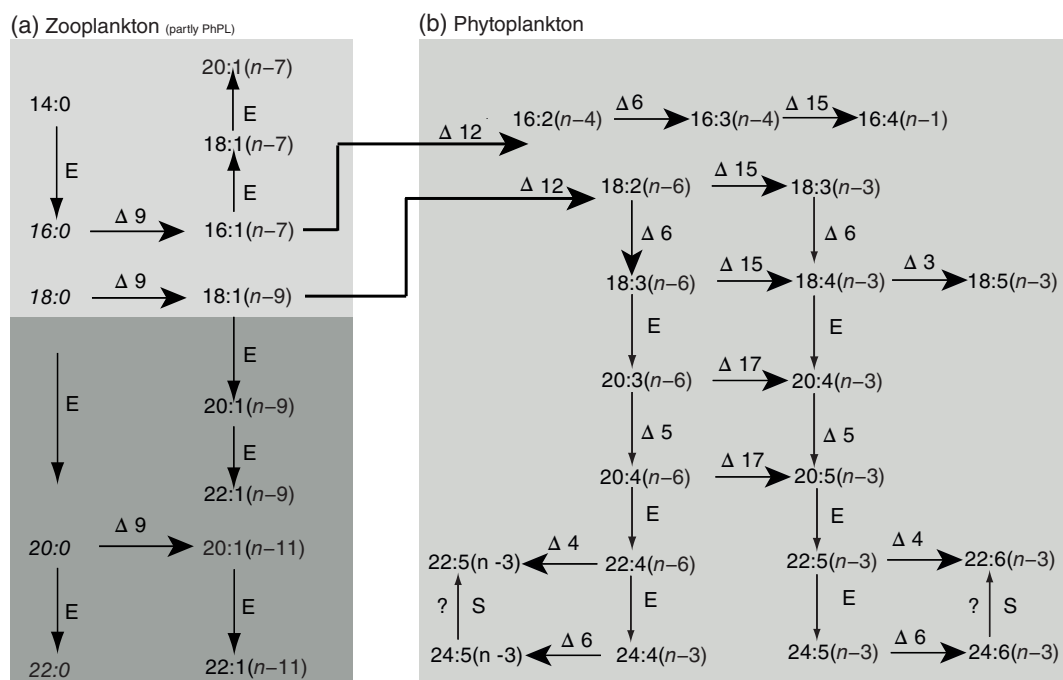 (a) Zooplankton (partly PhPL)
20:1(n−7)
14:0
E
E
18:1(n−7)
E
16:0
Δ 9
16:1(n−7)
18:0
Δ 9
18:1(n−9)
E
E
20:1(n−9)
E
22:1(n−9)
20:0
Δ 9
20:1(n−11)
E
E
22:0
22:1(n−11)
(b) Phytoplankton
Δ 12
16:2(n−4)
Δ 6
16:3(n−4)
Δ 15
16:4(n−1)
Δ 12
18:2(n−6)
Δ 15
18:3(n−3)
Δ 6
Δ 6
18:3(n−6)
Δ 15
18:4(n−3)
Δ 3
18:5(n−3)
E
E
20:3(n−6)
Δ 17
20:4(n−3)
Δ 5
Δ 5
20:4(n−6)
Δ 17
20:5(n−3)
E
E
22:5(n -3)
Δ 4
22:4(n−6)
22:5(n−3)
Δ 4
22:6(n−3)
? S
E
E
? S
24:5(n -3)
Δ 6
24:4(n−3)
24:5(n−3)
Δ 6
24:6(n−3)